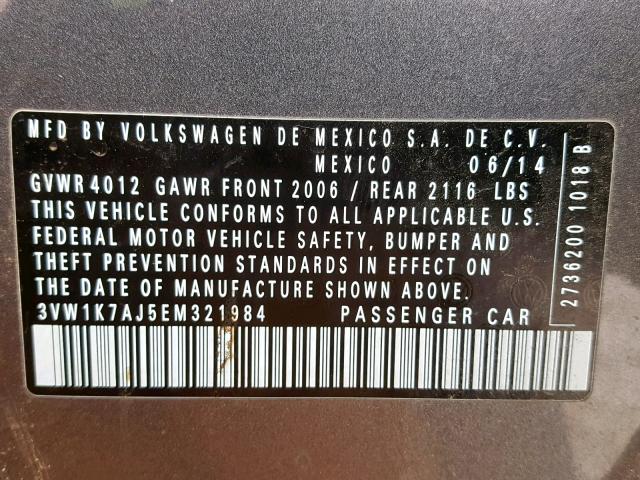 MFD BY VOLKSWAGEN DE MEXICO S.A. DE C.V.
MEXICO 06/14
GVWR 4012 GAWR FRONT 2006 / REAR 2116 LBS
THIS VEHICLE CONFORMS TO ALL APPLICABLE U.S.
FEDERAL MOTOR VEHICLE SAFETY, BUMPER AND
THEFT PREVENTION STANDARDS IN EFFECT ON
THE DATE OF MANUFACTURE SHOWN ABOVE.
3VW1K7AJ5EM321984 PASSENGER CAR
2736200 1018 B